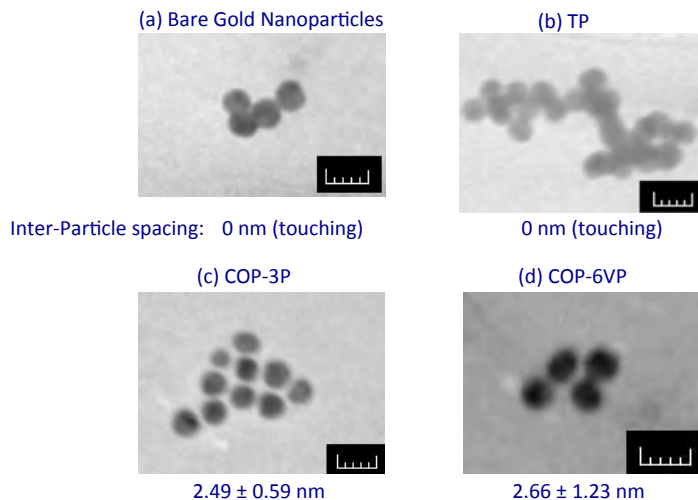 (a) Bare Gold Nanoparticles
(b) TP
Inter-Particle spacing: 0 nm (touching)
0 nm (touching)
(c) COP-3P
(d) COP-6VP
2.49 ± 0.59 nm
2.66 ± 1.23 nm